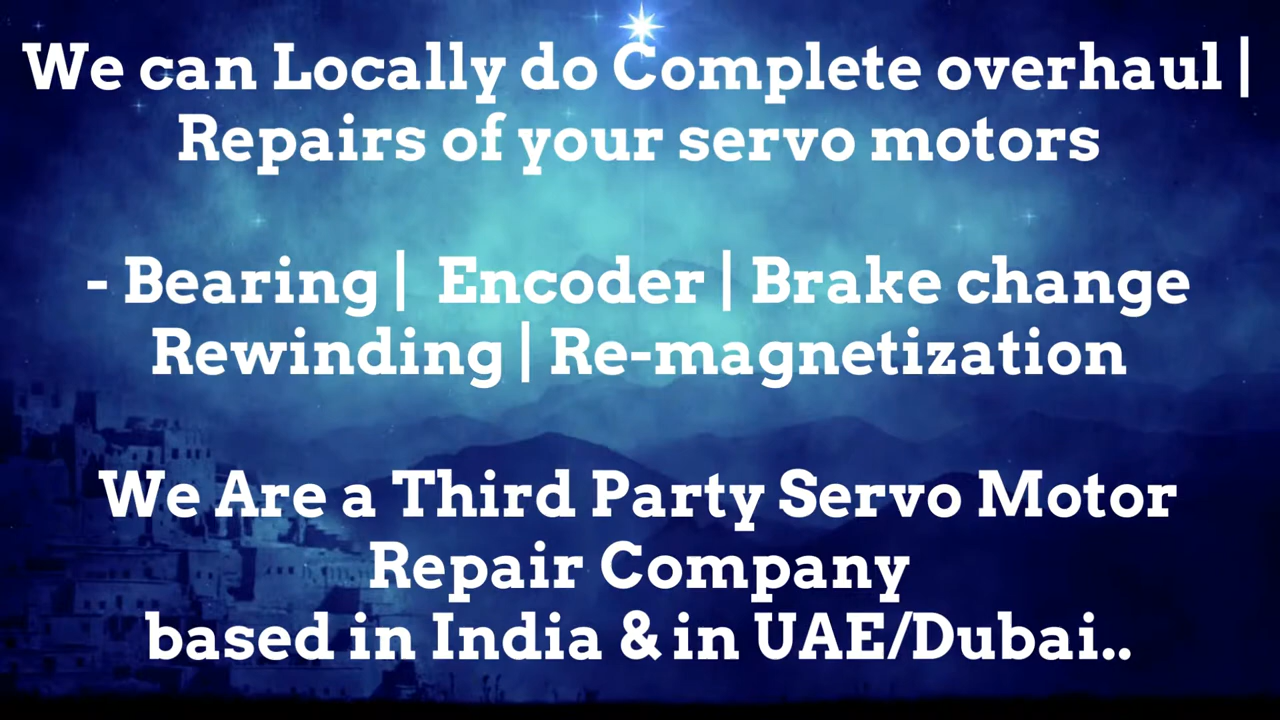 We can Locally do Complete overhaul |
Repairs of your servo motors
- Bearing | Encoder | Brake change
Rewinding | Re-magnetization
We Are a Third Party Servo Motor
Repair Company
based in India & in UAE/Dubai..